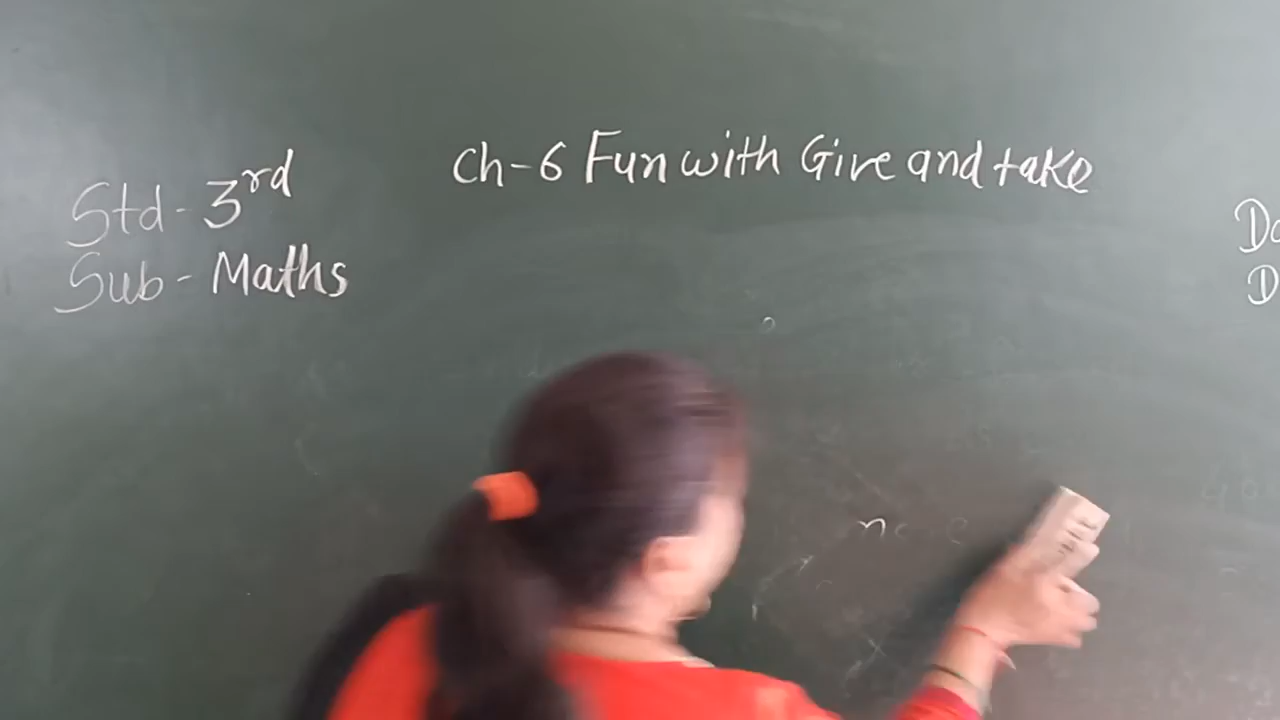 Ch-6 Fun with Give and take
Std- 3rd
Sub- Maths